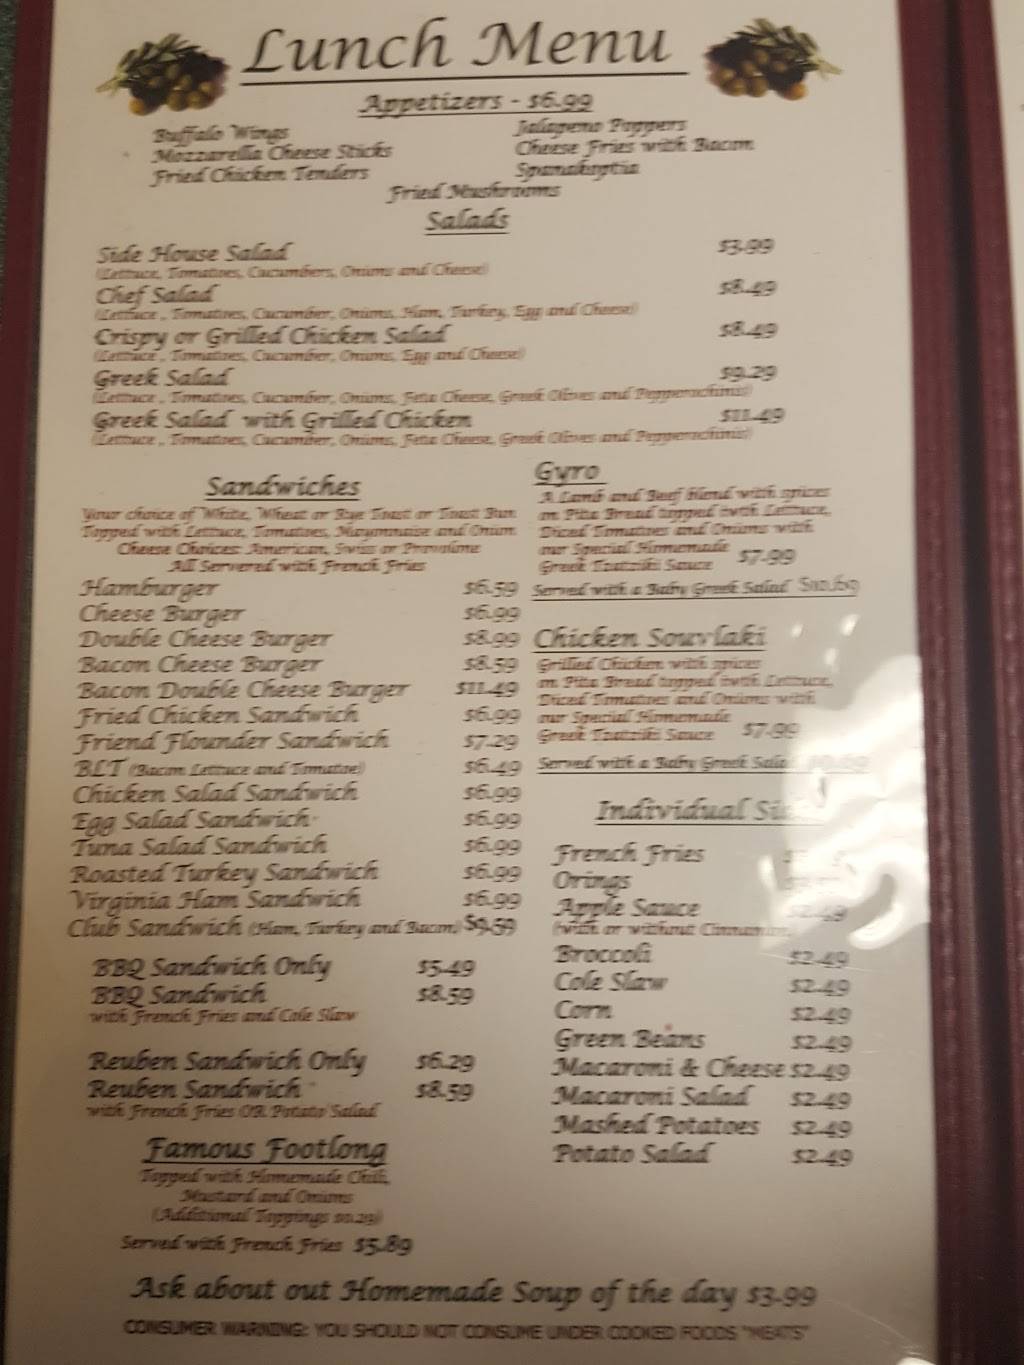 Lunch Menu
Appetizers - $6.99
Buffalo Wings
Mozzarella Cheese Sticks
Fried Chicken Tenders
Jalapeno Poppers
Cheese Fries with Bacon
Spanakoptia
Fried Mushrooms
Salads
Side House Salad $3.99
(Lettuce, Tomatoes, Cucumbers, Onions and Cheese)
Chef Salad $8.49
(Lettuce , Tomatoes, Cucumber, Onions, Ham, Turkey, Egg and Cheese)
Crispy or Grilled Chicken Salad $8.49
(Lettuce , Tomatoes, Cucumber, Onions, Egg and Cheese)
Greek Salad $9.29
(Lettuce , Tomatoes, Cucumber, Onions, Feta Cheese, Greek Olives and Pepperochinis)
Greek Salad with Grilled Chicken $11.49
(Lettuce , Tomatoes, Cucumber, Onions, Feta Cheese, Greek Olives and Pepperochinis)
Sandwiches
Your choice of White, Wheat or Rye Toast or Toast Bun
Topped with Lettuce, Tomatoes, Mayonnaise and Onion
Cheese Choices: American, Swiss or Provolone
All Servered with French Fries
Hamburger $6.59
Cheese Burger $6.99
Double Cheese Burger $8.99
Bacon Cheese Burger $8.59
Bacon Double Cheese Burger $11.49
Fried Chicken Sandwich $6.99
Friend Flounder Sandwich $7.29
BLT (Bacon Lettuce and Tomatoe) $6.49
Chicken Salad Sandwich $6.99
Egg Salad Sandwich $6.99
Tuna Salad Sandwich $6.99
Roasted Turkey Sandwich $6.99
Virginia Ham Sandwich $6.99
Club Sandwich (Ham, Turkey and Bacon) $9.59
BBQ Sandwich Only $5.49
BBQ Sandwich $8.59
with French Fries and Cole Slaw
Reuben Sandwich Only $6.29
Reuben Sandwich $8.59
with French Fries OR Potato Salad
Famous Footlong
Topped with Homemade Chili,
Mustard and Onions
(Additional Toppings $0.29)
Served with French Fries $5.89
Gyro
A Lamb and Beef blend with spices
on Pita Bread topped with Lettuce,
Diced Tomatoes and Onions with
our Special Homemade
Greek Tzatziki Sauce $7.99
Served with a Baby Greek Salad $10.69
Chicken Souvlaki
Grilled Chicken with spices
on Pita Bread topped with Lettuce,
Diced Tomatoes and Onions with
our Special Homemade
Greek Tzatziki Sauce $7.99
Served with a Baby Greek
Individual
French Fries
Orings
Apple Sauce $2.49
(with or without Cinnamon
Broccoli $2.49
Cole Slaw $2.49
Corn $2.49
Green Beans $2.49
Macaroni & Cheese $2.49
Macaroni Salad $2.49
Mashed Potatoes $2.49
Potato Salad $2.49
Ask about out Homemade Soup of the day $3.99
CONSUMER WARNING: YOU SHOULD NOT CONSUME UNDER COOKED FOODS "MEATS"